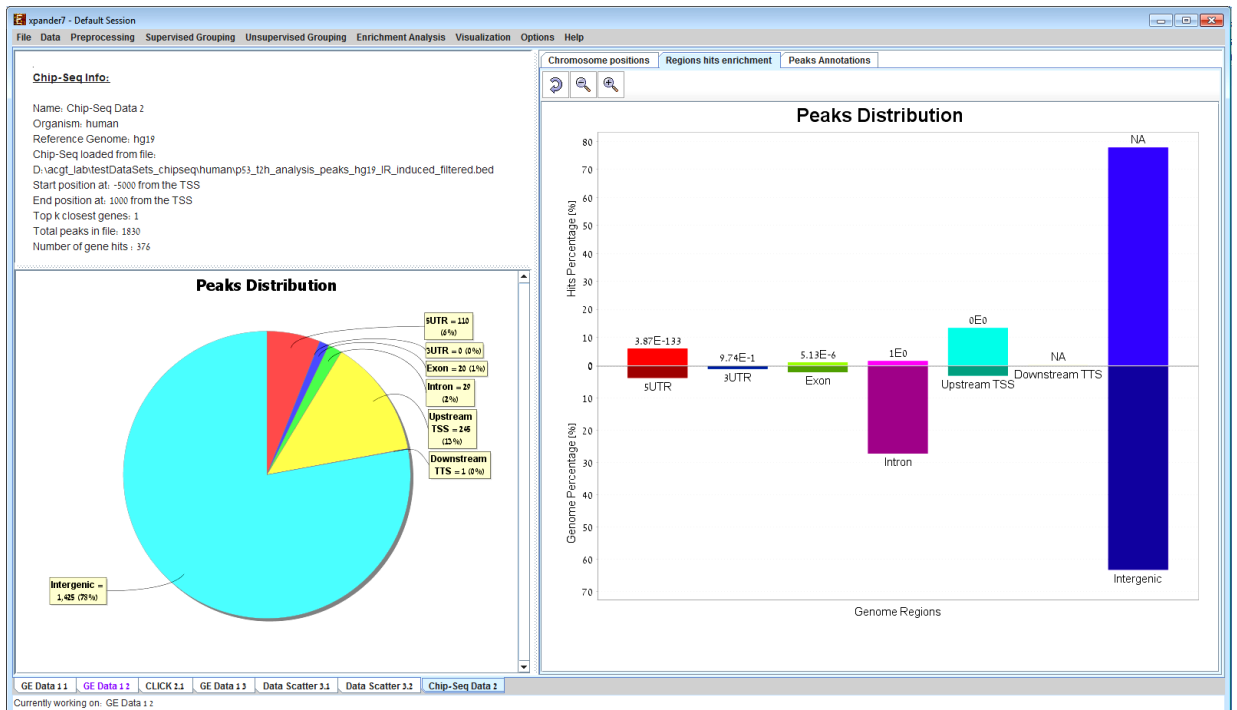 xpander7 - Default Session
File Data Preprocessing Supervised Grouping Unsupervised Grouping Enrichment Analysis Visualization Options Help
Chip-Seq Info:
Name: Chip-Seq Data 2
Organism: human
Reference Genome: hg19
Chip-Seq loaded from file:
D:\acgt_lab\testDataSets_chipseq\human\p53_t2h_analysis_peaks_hg19_IR_induced_filtered.bed
Start position at: -5000 from the TSS
End position at: 1000 from the TSS
Top k closest genes: 1
Total peaks in file: 1830
Number of gene hits : 376
Peaks Distribution
5UTR = 110
(6%)
3UTR = 0 (0%)
Exon = 20 (1%)
Intron = 29
(2%)
Upstream
TSS = 245
(13%)
Downstream
TTS = 1 (0%)
Intergenic =
1,425 (78%)
Chromosome positions Regions hits enrichment Peaks Annotations
Peaks Distribution
Hits Percentage [%]
80
70
60
50
40
30
20
10
0
10
20
30
40
50
60
70
Genome Percentage [%]
3.87E-133
9.74E-1
5.13E-6
1E0
0E0
NA
NA
5UTR
3UTR
Exon
Intron
Upstream TSS
Downstream TTS
Intergenic
Genome Regions
GE Data 1 1 GE Data 1 2 CLICK 2.1 GE Data 1 3 Data Scatter 3.1 Data Scatter 3.2 Chip-Seq Data 2
Currently working on: GE Data 1 2